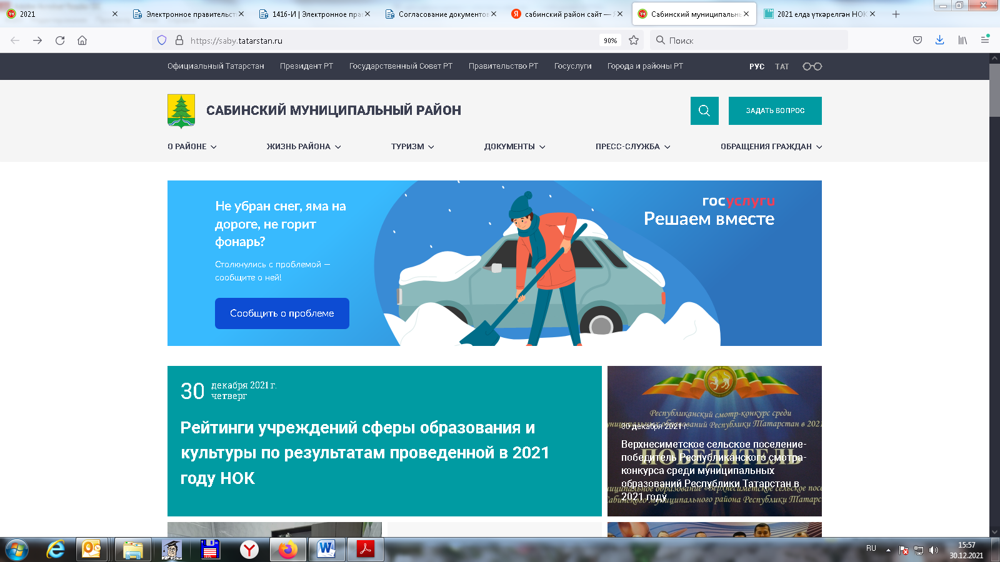 2021
Электронное правительст
1416-И | Электронное пра
Согласование документов
сабинский район сайт —
Сабинский муниципальн
2021 елда үткәрелгән НОК
https://saby.tatarstan.ru
90%
Поиск
Официальный Татарстан
Президент РТ
Государственный Совет РТ
Правительство РТ
Госуслуги
Города и районы РТ
РУС
ТАТ
САБИНСКИЙ МУНИЦИПАЛЬНЫЙ РАЙОН
ЗАДАТЬ ВОПРОС
О РАЙОНЕ
ЖИЗНЬ РАЙОНА
ТУРИЗМ
ДОКУМЕНТЫ
ПРЕСС-СЛУЖБА
ОБРАЩЕНИЯ ГРАЖДАН
Не убран снег, яма на
дороге, не горит
фонарь?
Столкнулись с проблемой —
сообщите о ней!
Сообщить о проблеме
госуслуги
Решаем вместе
30
декабря 2021 г.
четверг
Рейтинги учреждений сферы образования и
культуры по результатам проведенной в 2021
году НОК
Республиканский смотр-конкурс среди
муниципальных образований Республики Татарстан в 2021
30 декабря 2021 г.
ПОБЕДИТЕЛЬ
Верхнесиметское сельское поселение-
победитель Республиканского смотра-
конкурса среди муниципальных
образований Республики Татарстан в
2021 году
муниципальное образование «Верхнесиметское сельское посе
Сабинского муниципального района Республики Татарс
RU
15:57
30.12.2021